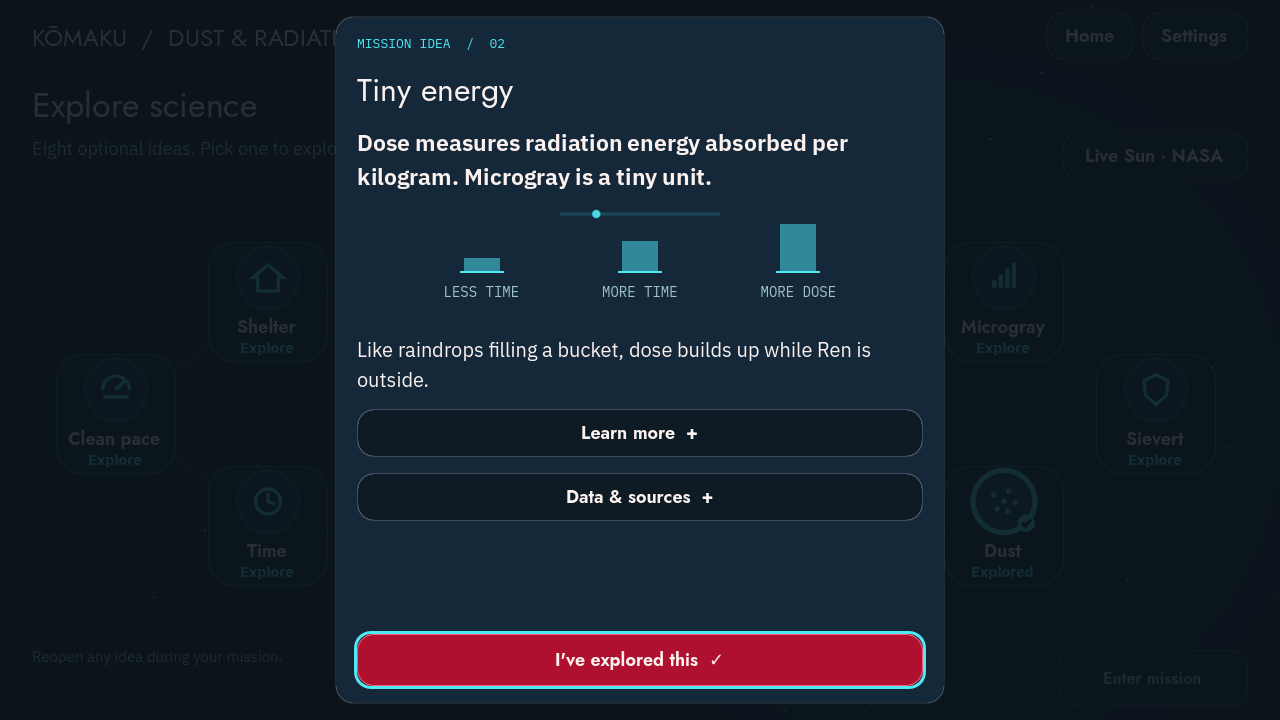 KŌMAKU / DUST & RADIATI
Home
Settings
MISSION IDEA / 02
Tiny energy
Explore science
Eight optional ideas. Pick one to explo
Live Sun · NASA
Dose measures radiation energy absorbed per
kilogram. Microgray is a tiny unit.
LESS TIME
MORE TIME
MORE DOSE
Like raindrops filling a bucket, dose builds up while Ren is
outside.
Learn more +
Data & sources +
I've explored this ✓
Shelter
Explore
Clean pace
Explore
Time
Explore
Microgray
Explore
Sievert
Explore
Dust
Explored
Reopen any idea during your mission.
Enter mission